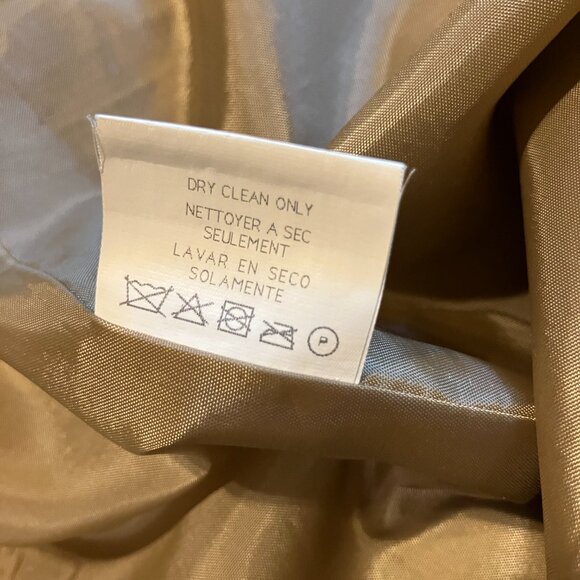 DRY CLEAN ONLY
NETTOYER A SEC
SEULEMENT
LAVAR EN SECO
SOLAMENTE
P